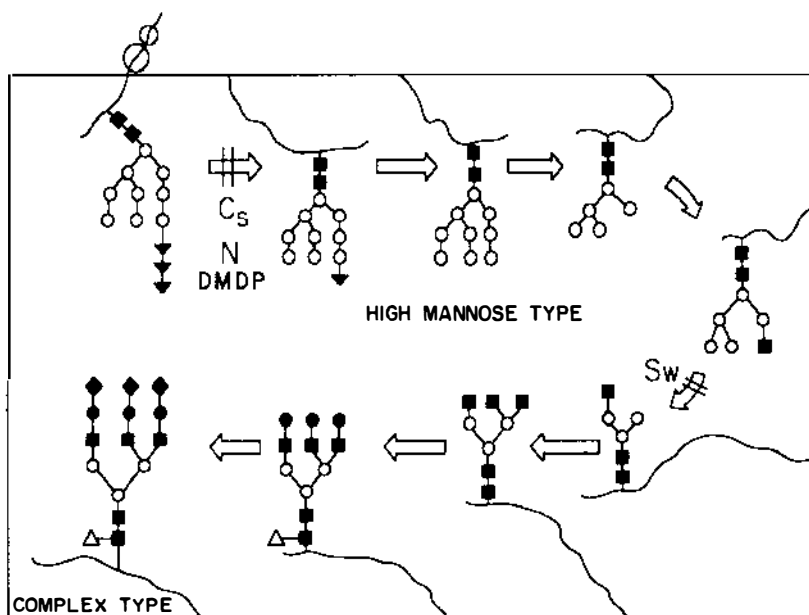 Cs
N
DMDP
HIGH MANNOSE TYPE
Sw
COMPLEX TYPE